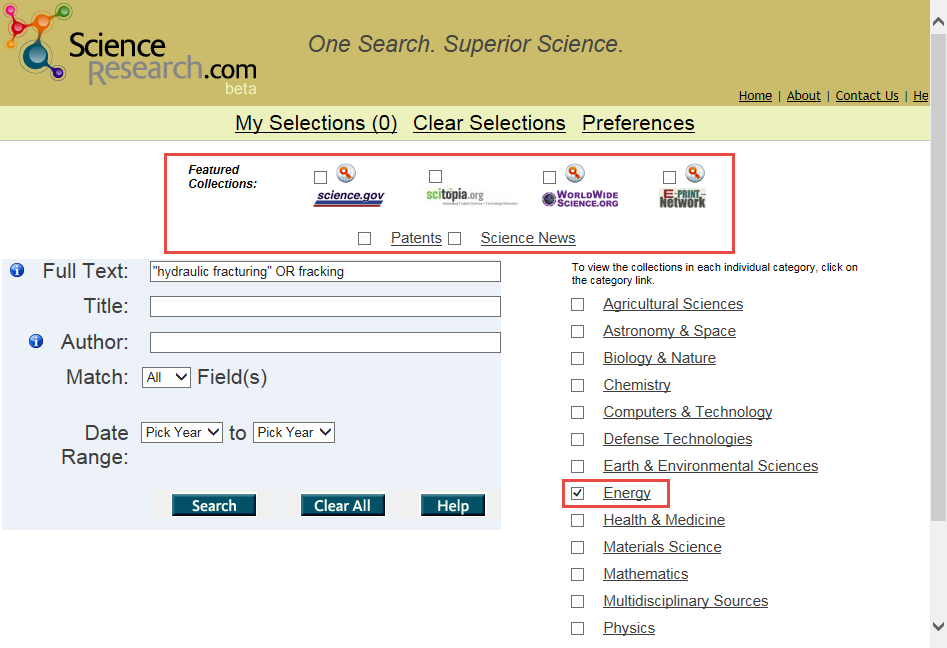 Science
Research.com
beta
One Search. Superior Science.
Home | About | Contact Us | He
My Selections (0) Clear Selections Preferences
Featured
Collections:
science.gov
scitopia.org
WORLDWIDE
SCIENCE.ORG
E-PRINT
Network
Patents Science News
Full Text: "hydraulic fracturing" OR fracking
Title:
Author:
Match: All Field(s)
Date
Range: Pick Year to Pick Year
Search Clear All Help
To view the collections in each individual category, click on
the category link.
Agricultural Sciences
Astronomy & Space
Biology & Nature
Chemistry
Computers & Technology
Defense Technologies
Earth & Environmental Sciences
Energy
Health & Medicine
Materials Science
Mathematics
Multidisciplinary Sources
Physics